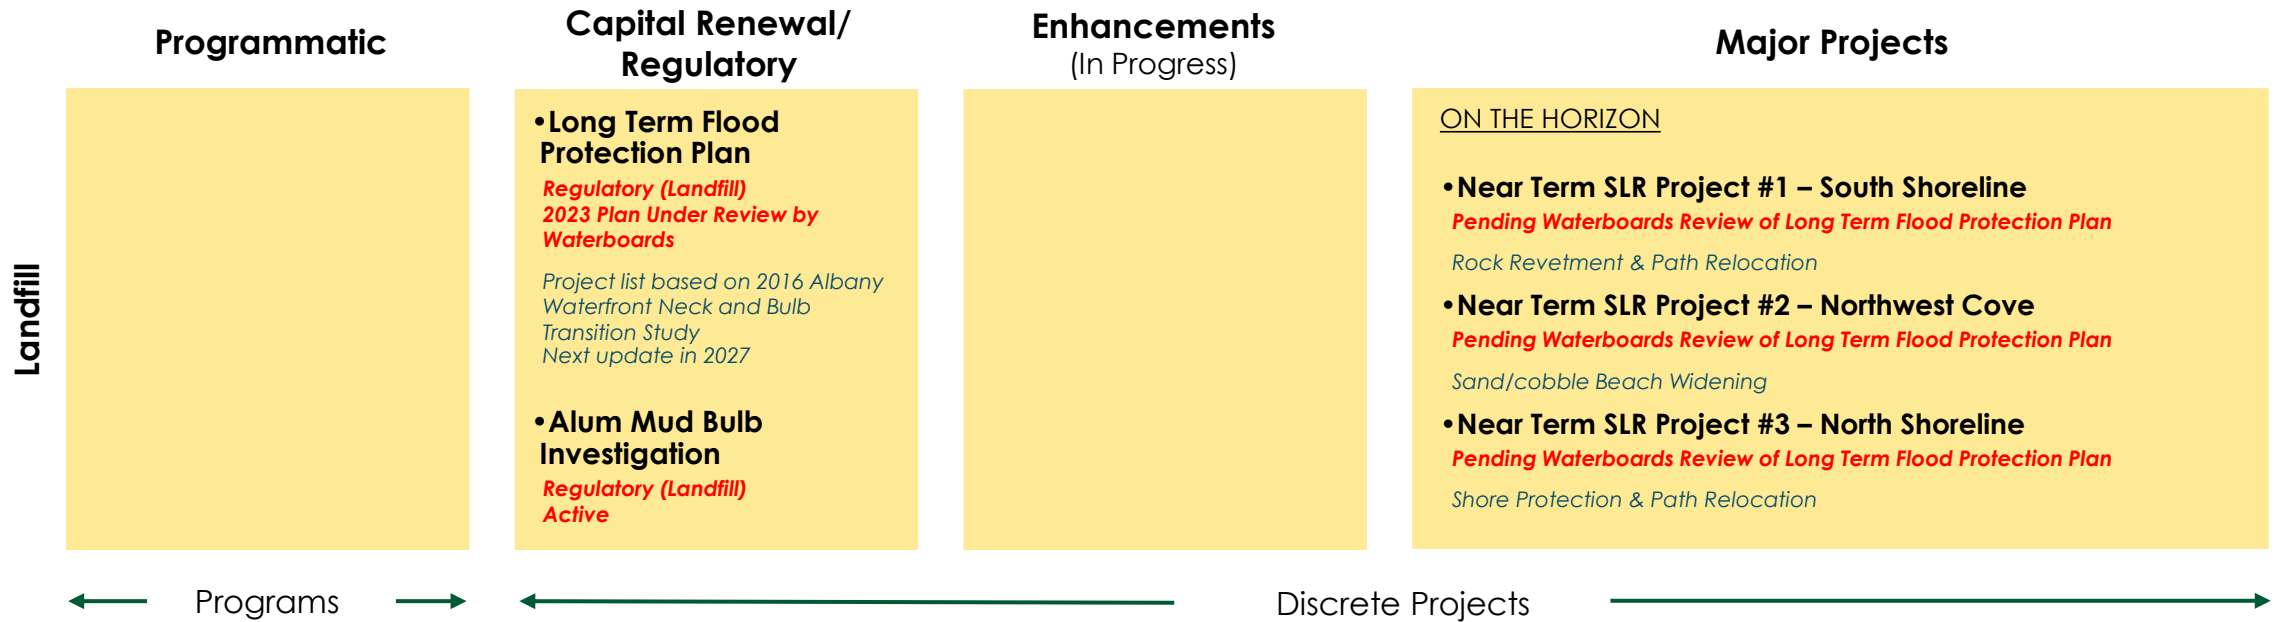 Programmatic
Capital Renewal/
Regulatory
Enhancements
(In Progress)
Major Projects
Landfill
•Long Term Flood
Protection Plan
Regulatory (Landfill)
2023 Plan Under Review by
Waterboards
Project list based on 2016 Albany
Waterfront Neck and Bulb
Transition Study
Next update in 2027
•Alum Mud Bulb
Investigation
Regulatory (Landfill)
Active
ON THE HORIZON
•Near Term SLR Project #1 – South Shoreline
Pending Waterboards Review of Long Term Flood Protection Plan
Rock Revetment & Path Relocation
•Near Term SLR Project #2 – Northwest Cove
Pending Waterboards Review of Long Term Flood Protection Plan
Sand/cobble Beach Widening
•Near Term SLR Project #3 – North Shoreline
Pending Waterboards Review of Long Term Flood Protection Plan
Shore Protection & Path Relocation
Programs
Discrete Projects